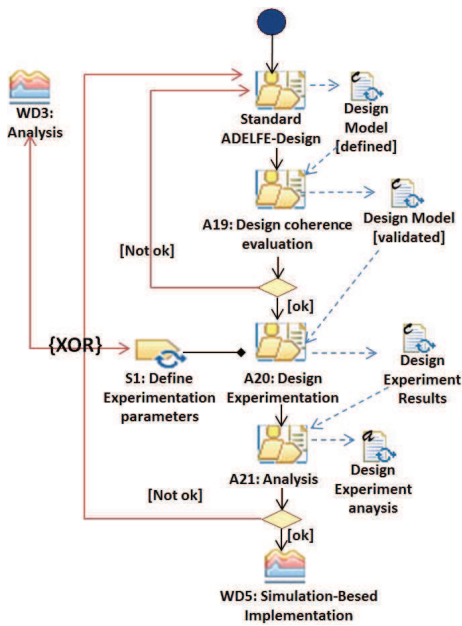 WD3:
Analysis
Standard
ADELFE-Design
Design
Model
[defined]
A19: Design coherence
evaluation
Design Model
[validated]
[Not ok]
[ok]
{XOR}
S1: Define
Experimentation
parameters
A20: Design
Experimentation
Design
Experiment
Results
A21: Analysis
Design
Experiment
anaysis
[Not ok]
[ok]
WD5: Simulation-Besed
Implementation